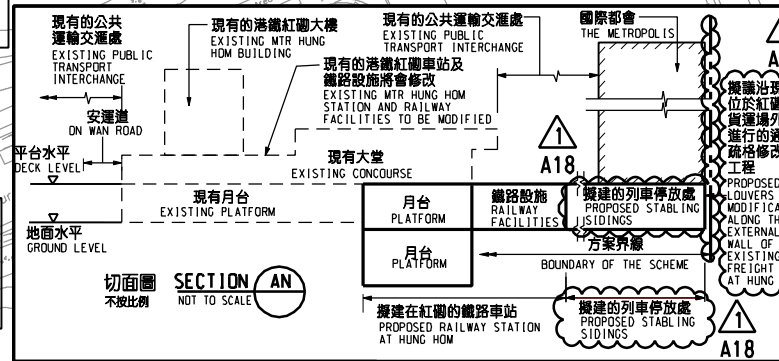 現有的公共
運輸交滙處
EXISTING PUBLIC
TRANSPORT
INTERCHANGE
現有的港鐵紅磡大樓
EXISTING MTR HUNG
HOM BUILDING
現有的公共運輸交滙處
EXISTING PUBLIC
TRANSPORT INTERCHANGE
國際都會
THE METROPOLIS
現有的港鐵紅磡車站及
鐵路設施將會修改
EXISTING MTR HUNG HOM
STATION AND RAILWAY
FACILITIES TO BE MODIFIED
安運道
ON WAN ROAD
1
A18
平台水平
DECK LEVEL
現有大堂
EXISTING CONCOURSE
現有月台
EXISTING PLATFORM
月台
PLATFORM
鐵路設施
RAILWAY
FACILITIES
擬建的列車停放處
PROPOSED STABLING
SIDINGS
地面水平
GROUND LEVEL
月台
PLATFORM
方案界線
BOUNDARY OF THE SCHEME
切面圖 SECTION AN
不按比例 NOT TO SCALE
擬建在紅磡的鐵路車站
PROPOSED RAILWAY STATION
AT HUNG HOM
擬建的列車停放處
PROPOSED STABLING
SIDINGS
1
A18
A
擬議沿現
位於紅磡
貨運場外
進行的通
疏格修改
工程
PROPOSED
LOUVERS
MODIFICA
ALONG TH
EXTERNAL
WALL OF
EXISTING
FREIGHT
AT HUNG